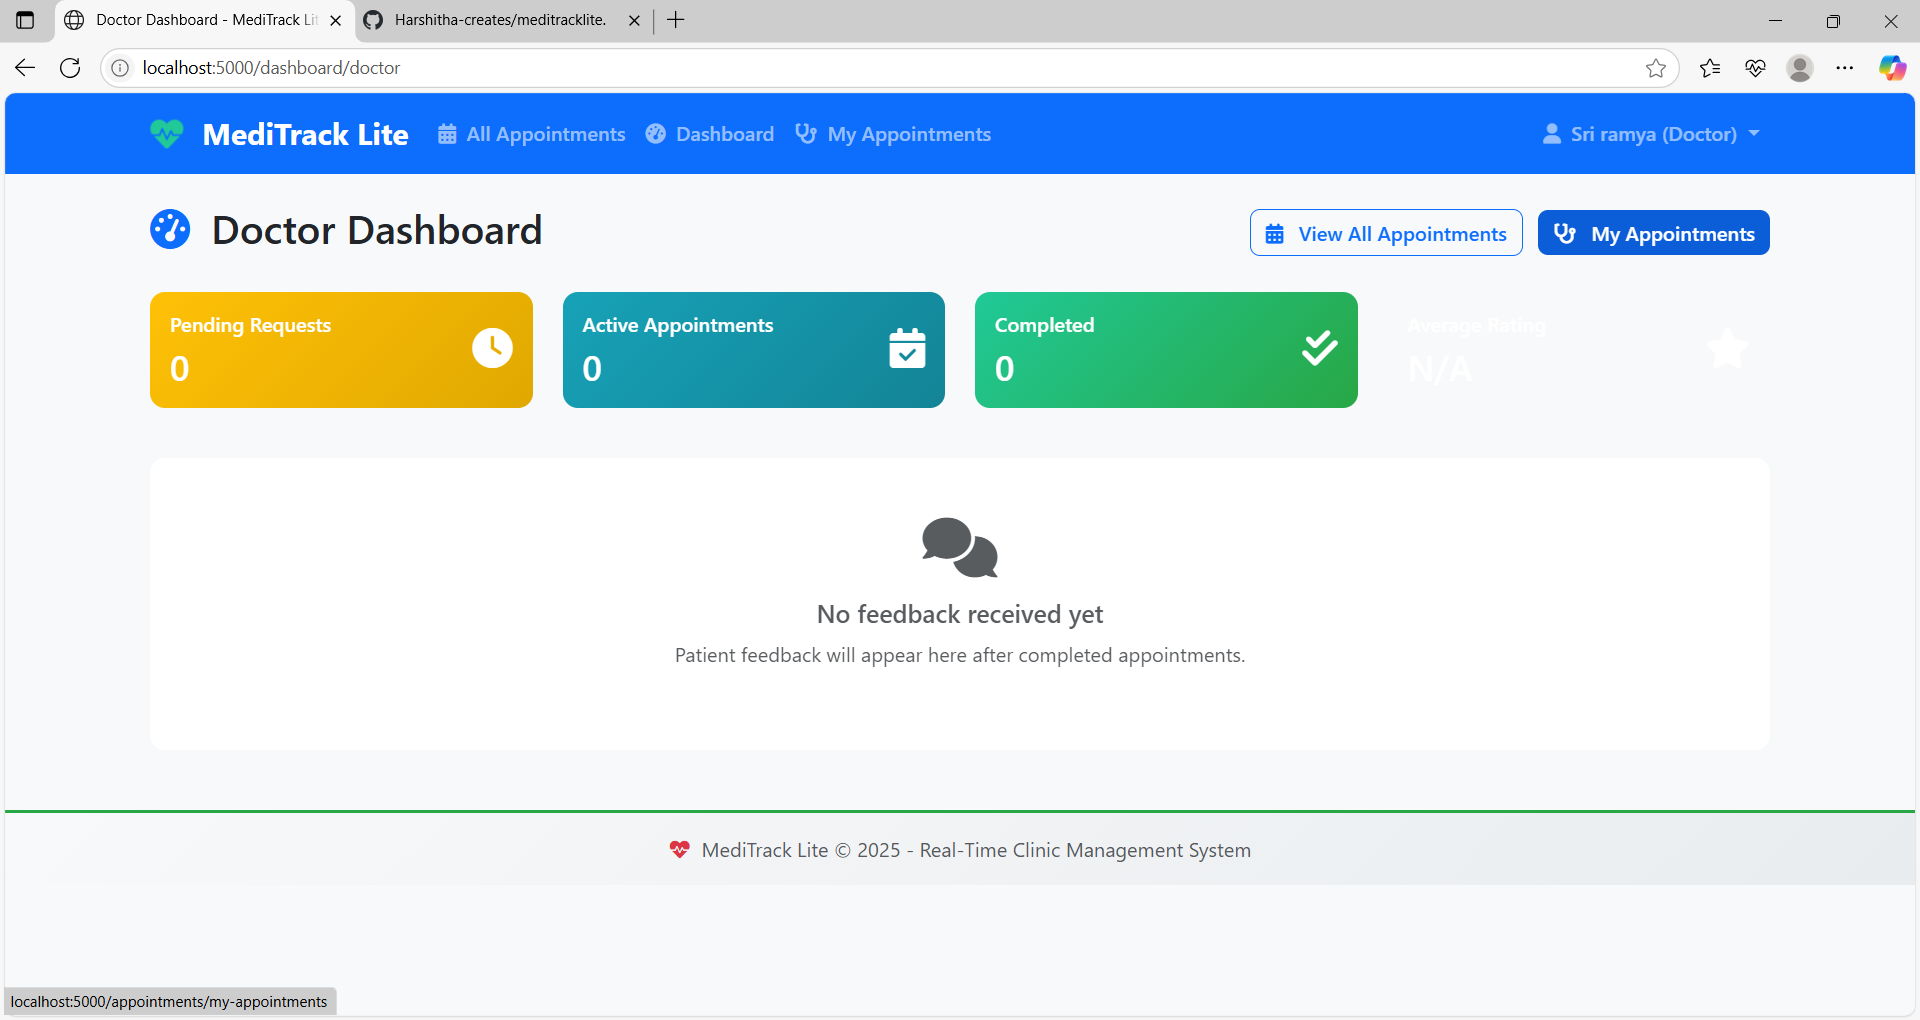 Doctor Dashboard - MediTrack Lit
Harshitha-creates/meditracklite.
localhost:5000/dashboard/doctor
MediTrack Lite
All Appointments
Dashboard
My Appointments
Sri ramya (Doctor)
Doctor Dashboard
View All Appointments
My Appointments
Pending Requests
0
Active Appointments
0
Completed
0
Average Rating
N/A
No feedback received yet
Patient feedback will appear here after completed appointments.
MediTrack Lite © 2025 - Real-Time Clinic Management System
localhost:5000/appointments/my-appointments